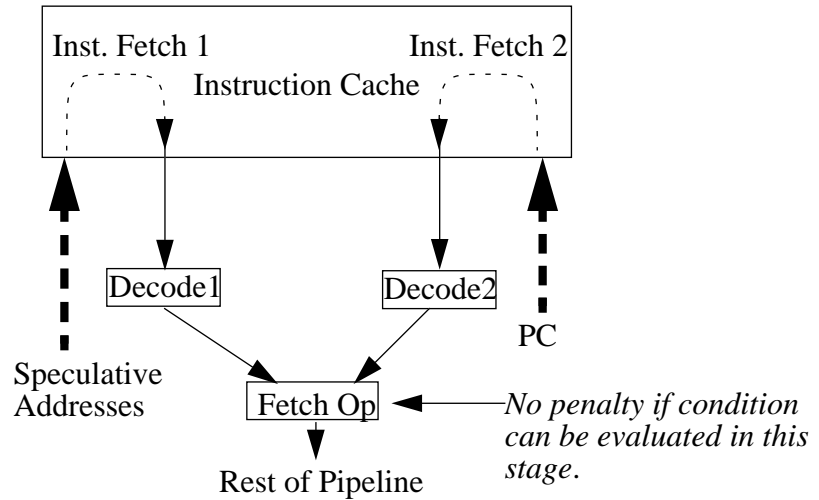 Inst. Fetch 1
Inst. Fetch 2
Instruction Cache
Decode1
Decode2
PC
Speculative
Addresses
Fetch Op
No penalty if condition
can be evaluated in this
stage.
Rest of Pipeline